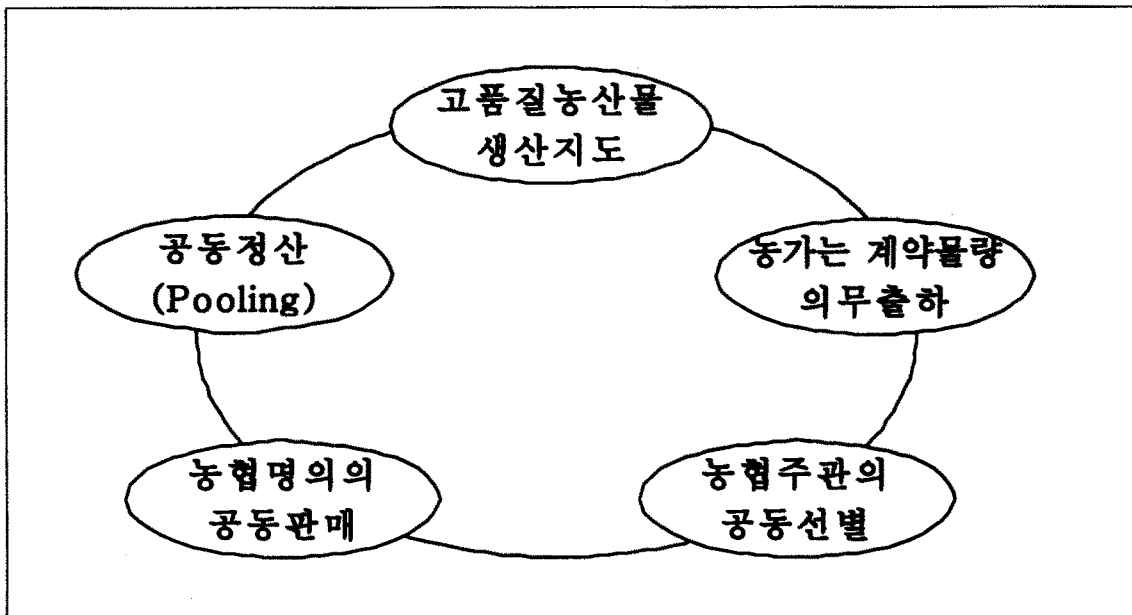 고품질농산물
생산지도
공동정산
(Pooling)
농가는 계약물량
의무출하
농협명의의
공동판매
농협주관의
공동선별